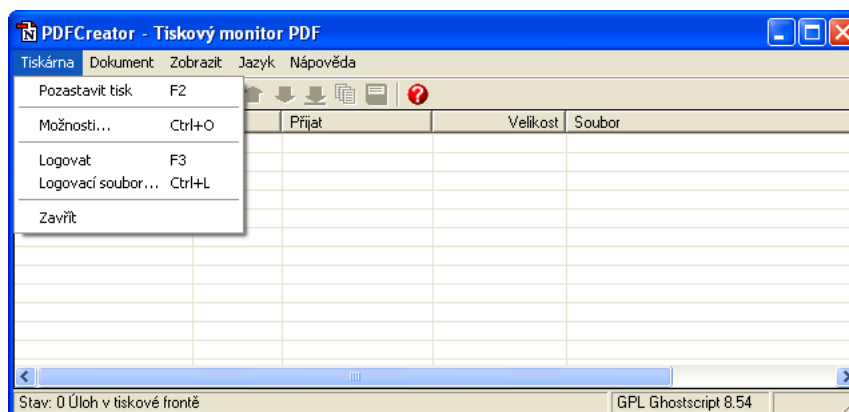 PDFCreator - Tiskový monitor PDF
Tiskárna Dokument Zobrazit Jazyk Nápověda
Pozastavit tisk F2
Možnosti... Ctrl+O
Logovat F3
Logovací soubor... Ctrl+L
Zavřít
Přijat Velikost Soubor
Stav: 0 Úloh v tiskové frontě GPL Ghostscript 8.54